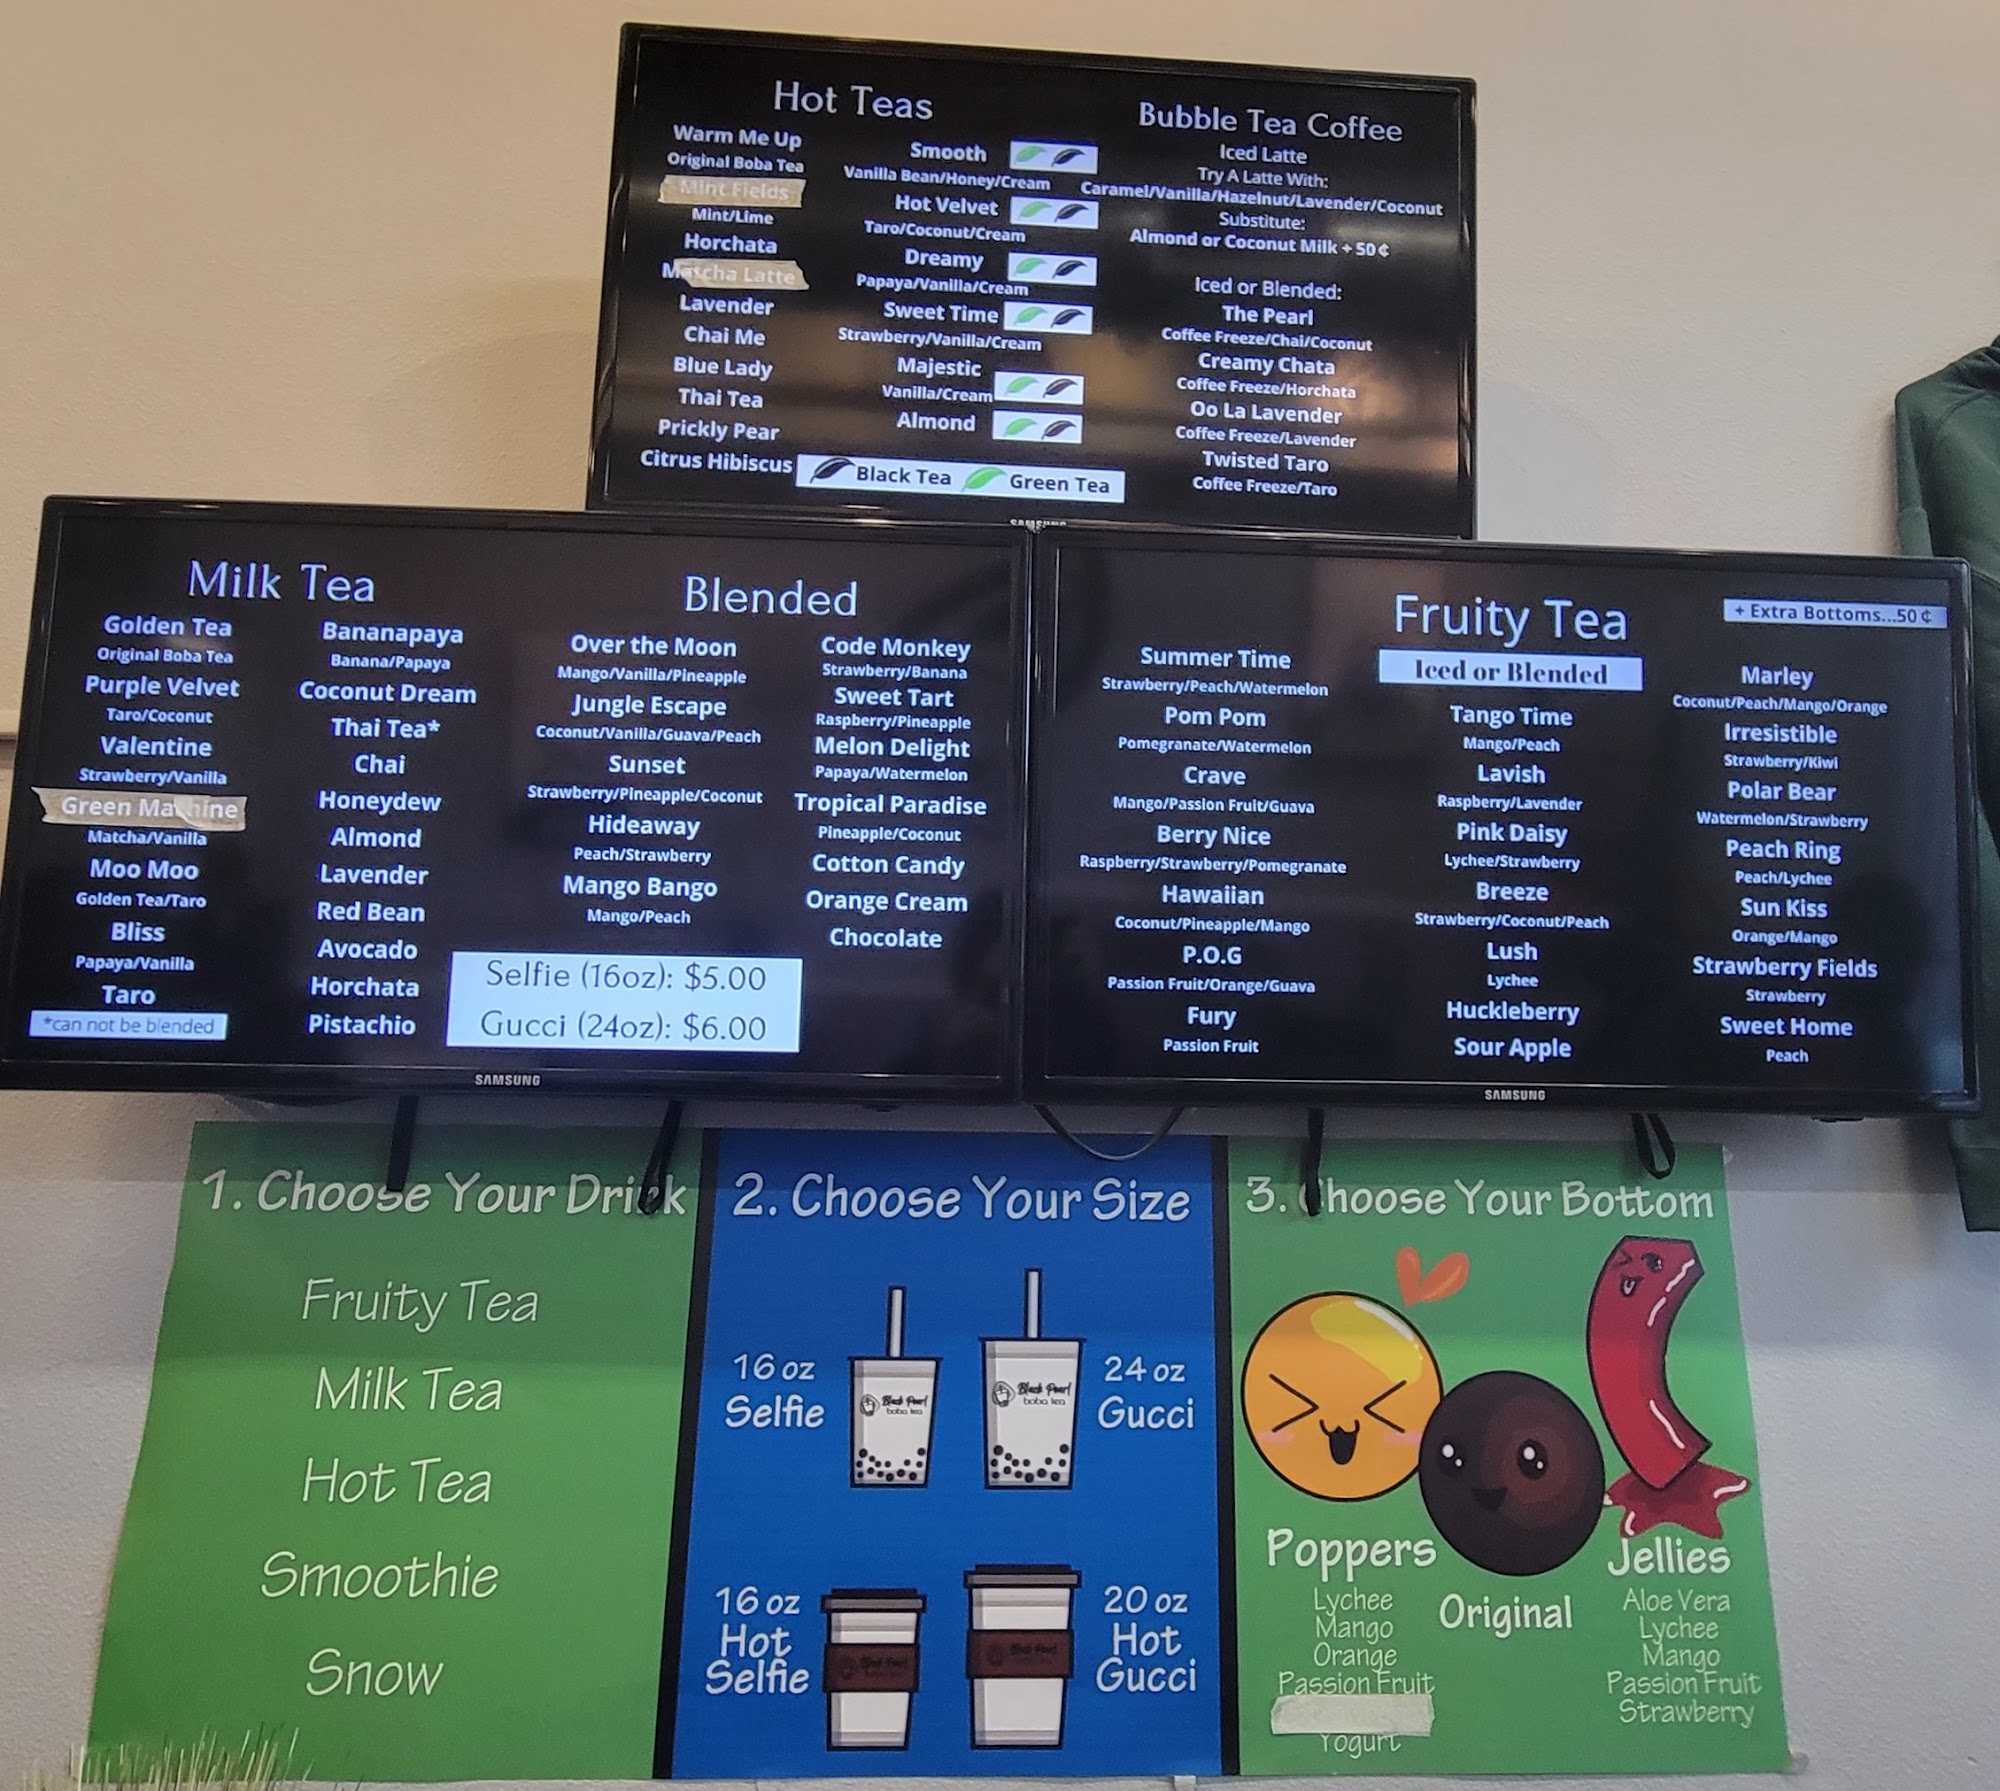 Hot Teas
Warm Me Up
Original Boba Tea
Mint Fields
Mint/Lime
Horchata
Matcha Latte
Lavender
Chai Me
Blue Lady
Thai Tea
Prickly Pear
Citrus Hibiscus
Smooth
Vanilla Bean/Honey/Cream
Hot Velvet
Taro/Coconut/Cream
Dreamy
Papaya/Vanilla/Cream
Sweet Time
Strawberry/Vanilla/Cream
Majestic
Vanilla/Cream
Almond
Black Tea Green Tea
Bubble Tea Coffee
Iced Latte
Try A Latte With:
Caramel/Vanilla/Hazelnut/Lavender/Coconut
Substitute:
Almond or Coconut Milk + 50¢
Iced or Blended:
The Pearl
Coffee Freeze/Chai/Coconut
Creamy Chata
Coffee Freeze/Horchata
Oo La Lavender
Coffee Freeze/Lavender
Twisted Taro
Coffee Freeze/Taro
SAMSUNG
Milk Tea
Golden Tea
Original Boba Tea
Purple Velvet
Taro/Coconut
Valentine
Strawberry/Vanilla
Green Machine
Matcha/Vanilla
Moo Moo
Golden Tea/Taro
Bliss
Papaya/Vanilla
Taro
*can not be blended
Bananapaya
Banana/Papaya
Coconut Dream
Thai Tea*
Chai
Honeydew
Almond
Lavender
Red Bean
Avocado
Horchata
Pistachio
Blended
Over the Moon
Mango/Vanilla/Pineapple
Jungle Escape
Coconut/Vanilla/Guava/Peach
Sunset
Strawberry/Pineapple/Coconut
Hideaway
Peach/Strawberry
Mango Bango
Mango/Peach
Code Monkey
Strawberry/Banana
Sweet Tart
Raspberry/Pineapple
Melon Delight
Papaya/Watermelon
Tropical Paradise
Pineapple/Coconut
Cotton Candy
Orange Cream
Chocolate
Selfie (16oz): $5.00
Gucci (24oz): $6.00
SAMSUNG
Fruity Tea
Iced or Blended
+ Extra Bottoms...50 ¢
Summer Time
Strawberry/Peach/Watermelon
Pom Pom
Pomegranate/Watermelon
Crave
Mango/Passion Fruit/Guava
Berry Nice
Raspberry/Strawberry/Pomegranate
Hawaiian
Coconut/Pineapple/Mango
P.O.G
Passion Fruit/Orange/Guava
Fury
Passion Fruit
Tango Time
Mango/Peach
Lavish
Raspberry/Lavender
Pink Daisy
Lychee/Strawberry
Breeze
Strawberry/Coconut/Peach
Lush
Lychee
Huckleberry
Sour Apple
Marley
Coconut/Peach/Mango/Orange
Irresistible
Strawberry/Kiwi
Polar Bear
Watermelon/Strawberry
Peach Ring
Peach/Lychee
Sun Kiss
Orange/Mango
Strawberry Fields
Strawberry
Sweet Home
Peach
SAMSUNG
1. Choose Your Drink
Fruity Tea
Milk Tea
Hot Tea
Smoothie
Snow
2. Choose Your Size
16 oz
Selfie
Black Pearl
boba tea
Black Pearl
boba tea
24 oz
Gucci
16 oz
Hot
Selfie
20 oz
Hot
Gucci
3. Choose Your Bottom
Poppers
Lychee
Mango
Orange
Passion Fruit
Yogurt
Original
Jellies
Aloe Vera
Lychee
Mango
Passion Fruit
Strawberry